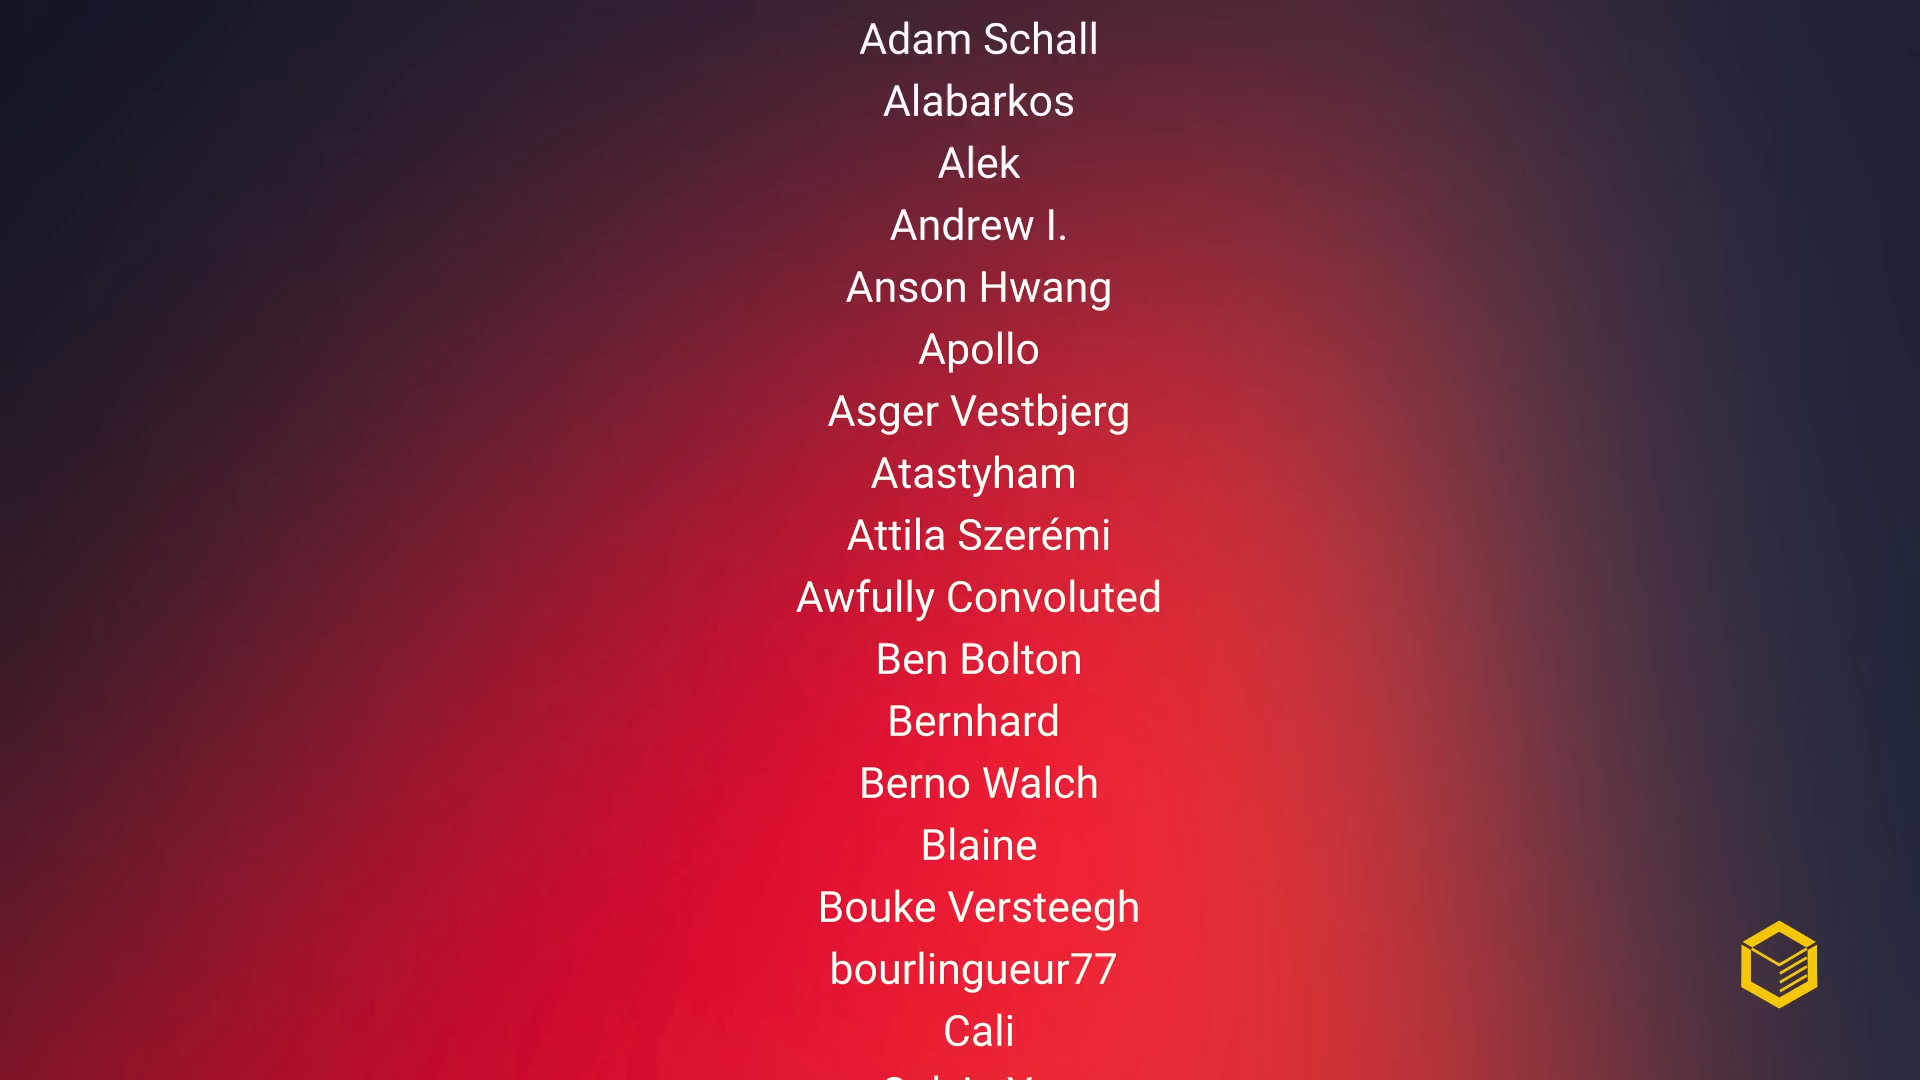 Adam Schall
Alabarkos
Alek
Andrew I.
Anson Hwang
Apollo
Asger Vestbjerg
Atastyham
Attila Szerémi
Awfully Convoluted
Ben Bolton
Bernhard
Berno Walch
Blaine
Bouke Versteegh
bourlingueur77
Cali